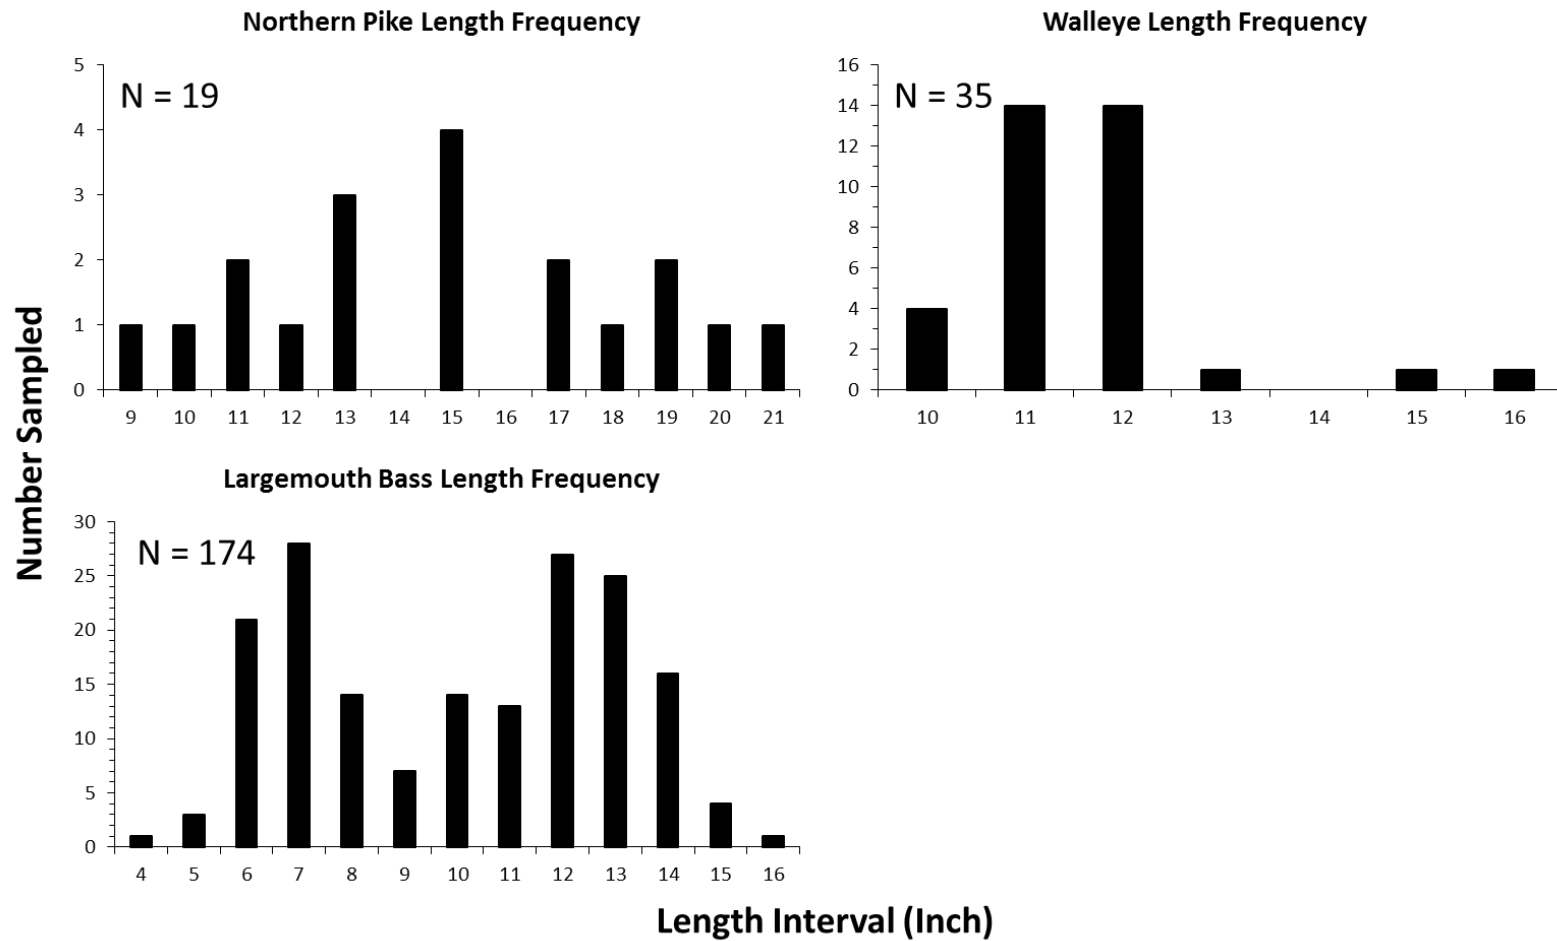 Northern Pike Length Frequency
N = 19
5
4
3
2
1
0
9 10 11 12 13 14 15 16 17 18 19 20 21
Walleye Length Frequency
N = 35
16
14
12
10
8
6
4
2
0
10 11 12 13 14 15 16
Number Sampled
Largemouth Bass Length Frequency
N = 174
30
25
20
15
10
5
0
4 5 6 7 8 9 10 11 12 13 14 15 16
Length Interval (Inch)